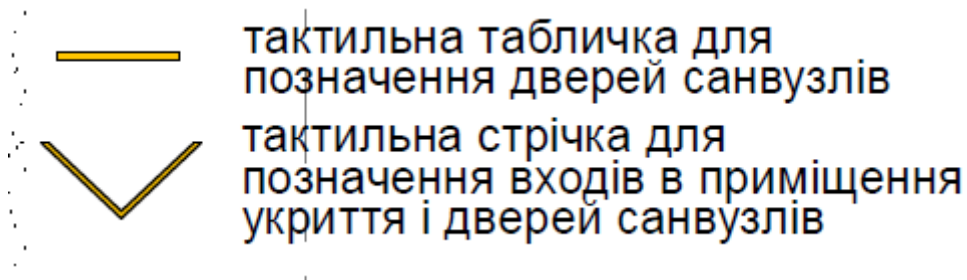 тактильна табличка для
позначення дверей санвузлів
тактильна стрічка для
позначення входів в приміщення
укриття і дверей санвузлів